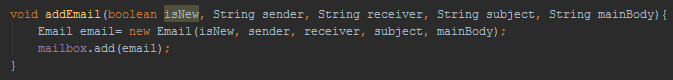 void addEmail(boolean isNew, String sender, String receiver, String subject, String mainBody){
    Email email= new Email(isNew, sender, receiver, subject, mainBody);
    mailbox.add(email);
}